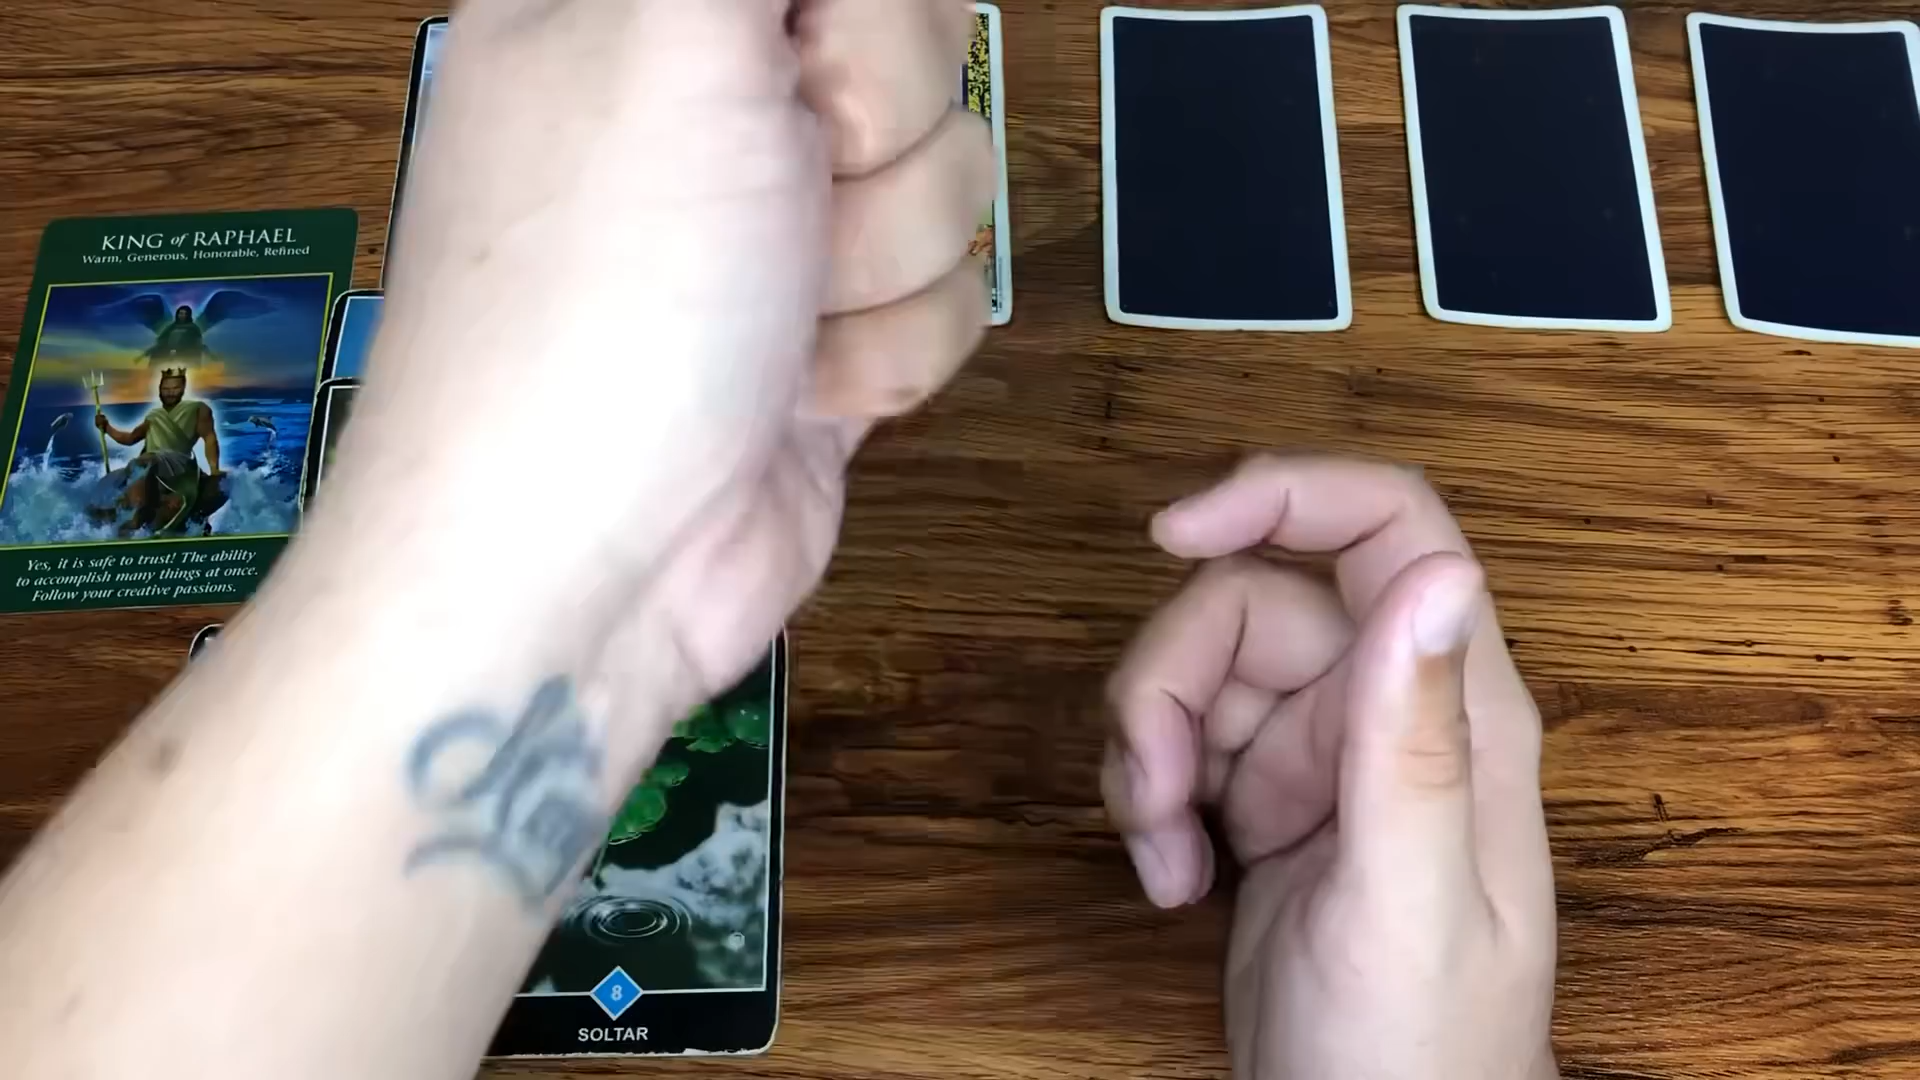 KING of RAPHAEL
Warm, Generous, Honorable, Refined
Yes, it is safe to trust! The ability
to accomplish many things at once.
Follow your creative passions.
8
SOLTAR